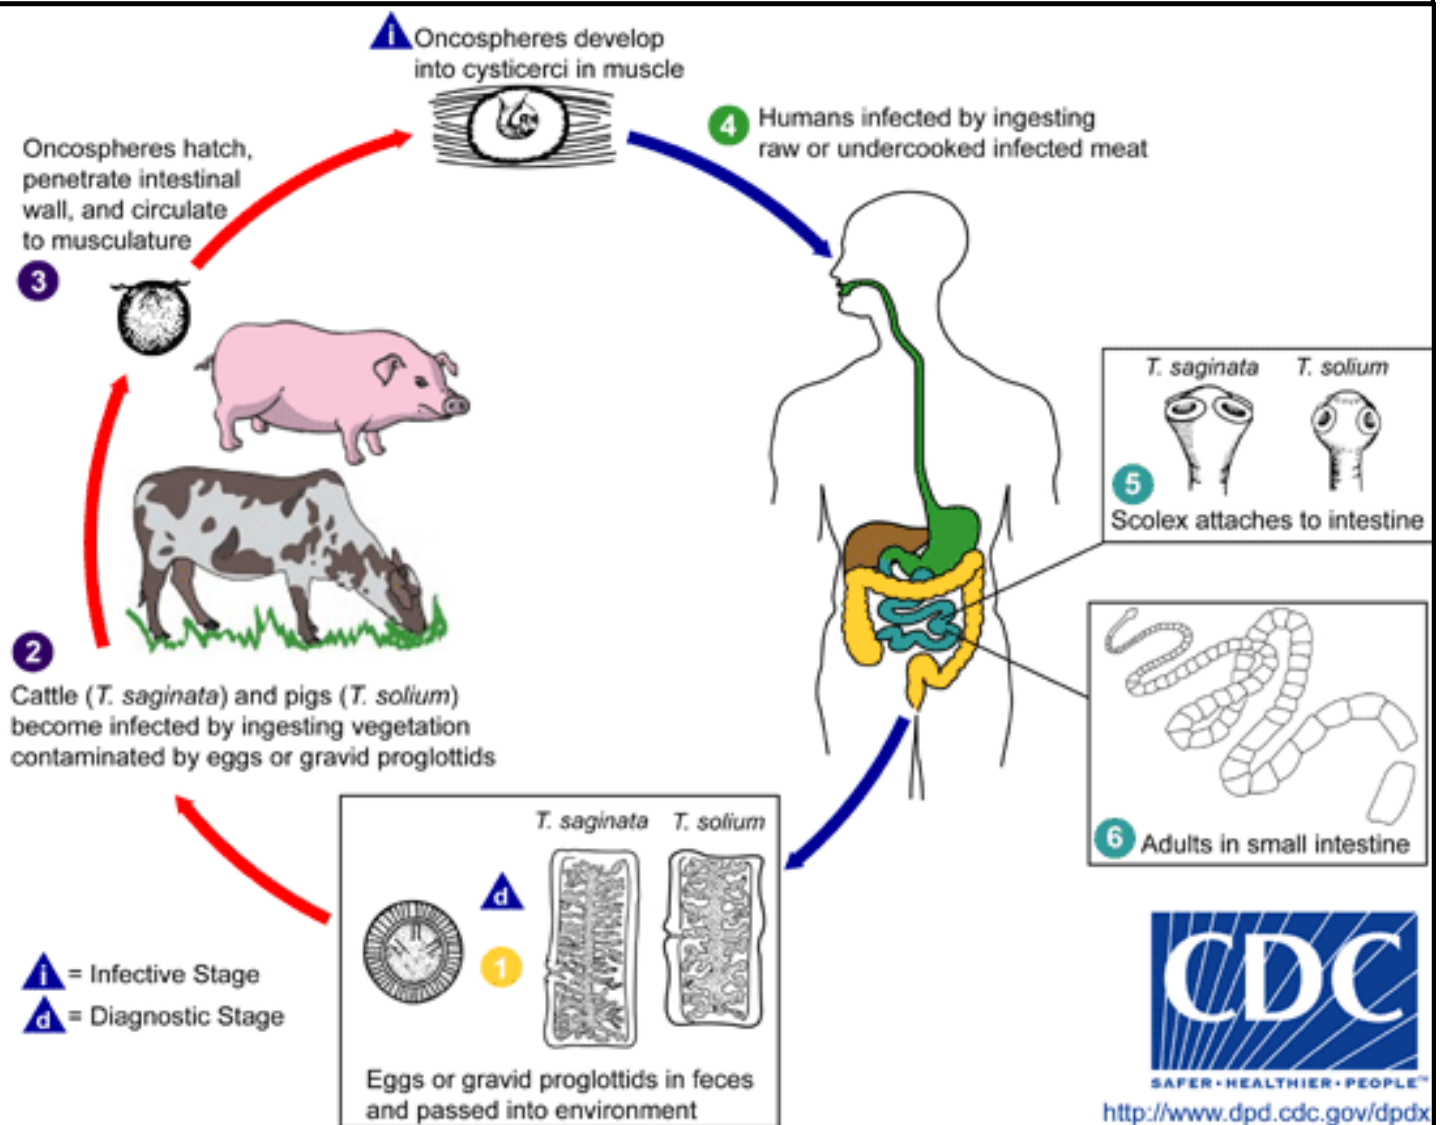 i
Oncospheres develop
into cysticerci in muscle
4
Humans infected by ingesting
raw or undercooked infected meat
Oncospheres hatch,
penetrate intestinal
wall, and circulate
to musculature
3
T. saginata T. solium
5
Scolex attaches to intestine
2
Cattle (T. saginata) and pigs (T. solium)
become infected by ingesting vegetation
contaminated by eggs or gravid proglottids
6
Adults in small intestine
T. saginata T. solium
d
1
Eggs or gravid proglottids in feces
and passed into environment
i = Infective Stage
d = Diagnostic Stage
CDC
SAFER•HEALTHIER•PEOPLE™
http://www.dpd.cdc.gov/dpdx